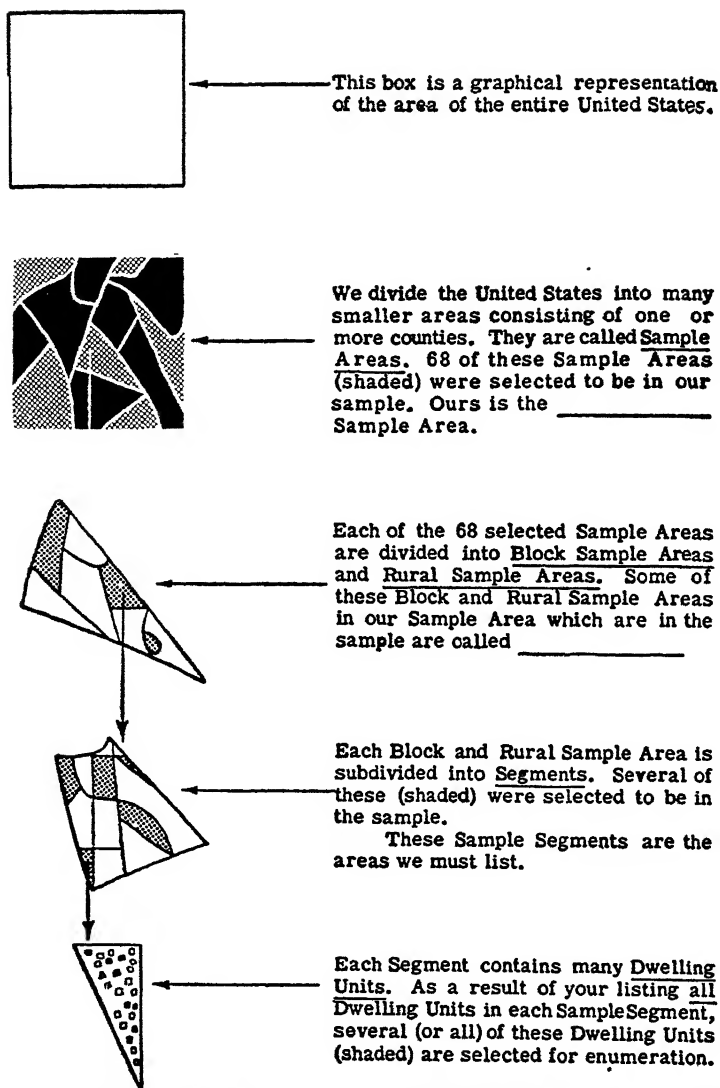 This box is a graphical representation
of the area of the entire United States.
We divide the United States into many
smaller areas consisting of one or
more counties. They are called Sample
Areas. 68 of these Sample Areas
(shaded) were selected to be in our
sample. Ours is the ____________
Sample Area.
Each of the 68 selected Sample Areas
are divided into Block Sample Areas
and Rural Sample Areas. Some of
these Block and Rural Sample Areas
in our Sample Area which are in the
sample are called ____________
Each Block and Rural Sample Area is
subdivided into Segments. Several of
these (shaded) were selected to be in
the sample.
These Sample Segments are the
areas we must list.
Each Segment contains many Dwelling
Units. As a result of your listing all
Dwelling Units in each Sample Segment,
several (or all) of these Dwelling Units
(shaded) are selected for enumeration.